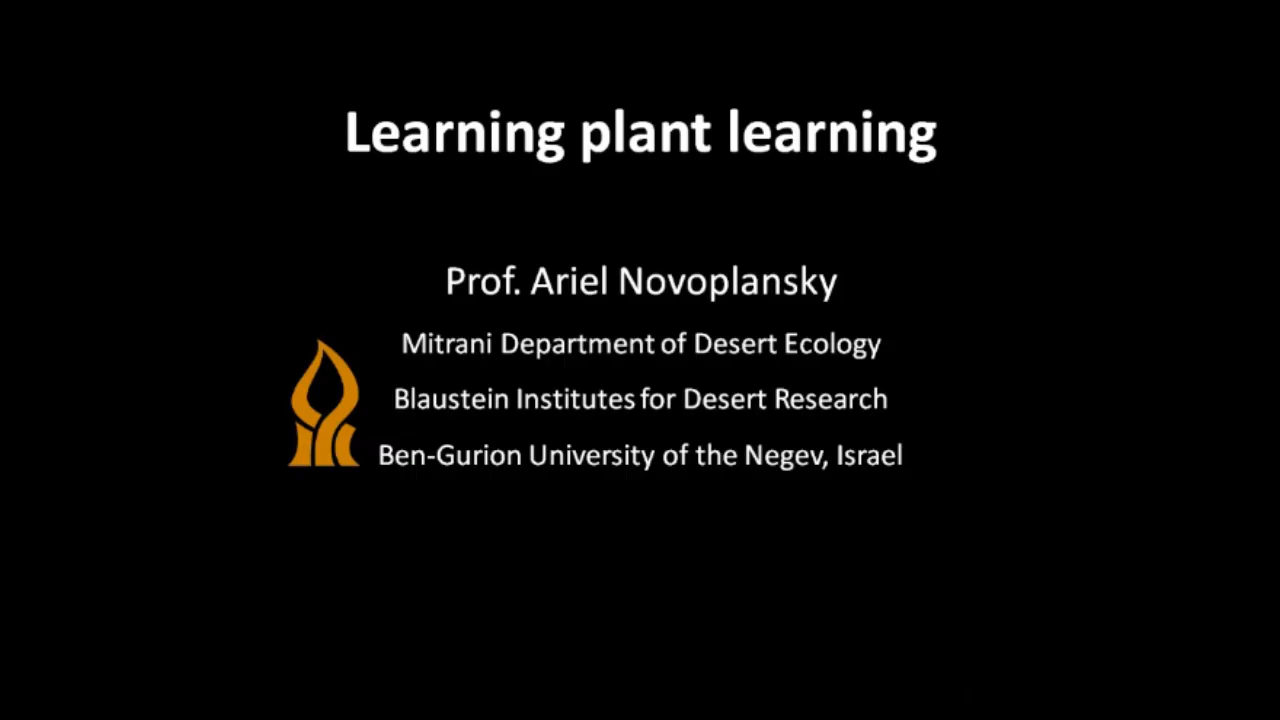 Learning plant learning
Prof. Ariel Novoplansky
Mitrani Department of Desert Ecology
Blaustein Institutes for Desert Research
Ben-Gurion University of the Negev, Israel